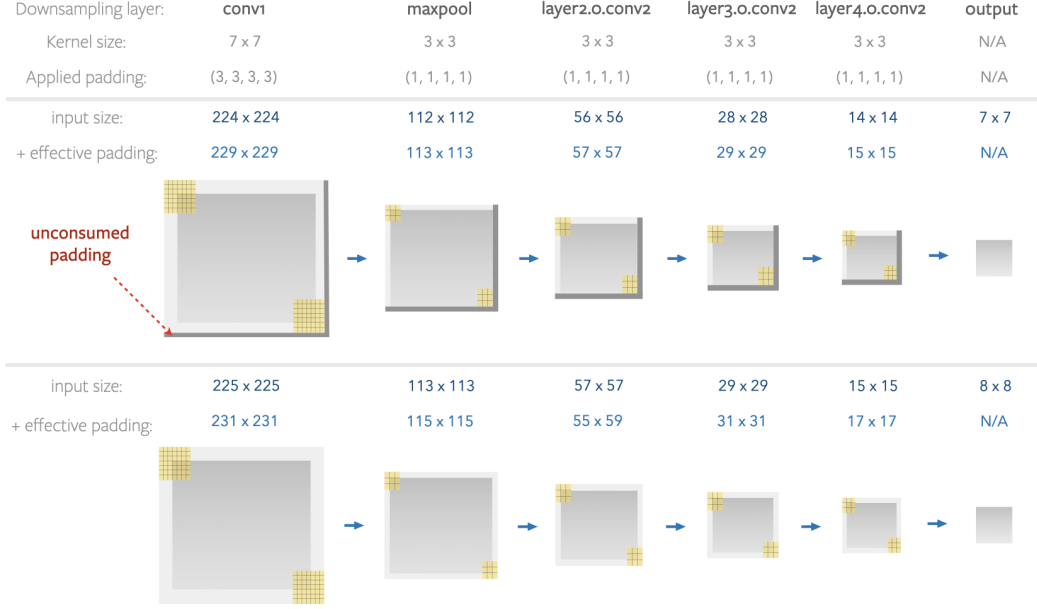 Downsampling layer: conv1 maxpool layer2.0.conv2 layer3.0.conv2 layer4.0.conv2 output
Kernel size: 7 x 7 3 x 3 3 x 3 3 x 3 3 x 3 N/A
Applied padding: (3, 3, 3, 3) (1, 1, 1, 1) (1, 1, 1, 1) (1, 1, 1, 1) (1, 1, 1, 1) N/A
input size: 224 x 224 112 x 112 56 x 56 28 x 28 14 x 14 7 x 7
+ effective padding: 229 x 229 113 x 113 57 x 57 29 x 29 15 x 15 N/A
unconsumed
padding
input size: 225 x 225 113 x 113 57 x 57 29 x 29 15 x 15 8 x 8
+ effective padding: 231 x 231 115 x 115 55 x 59 31 x 31 17 x 17 N/A